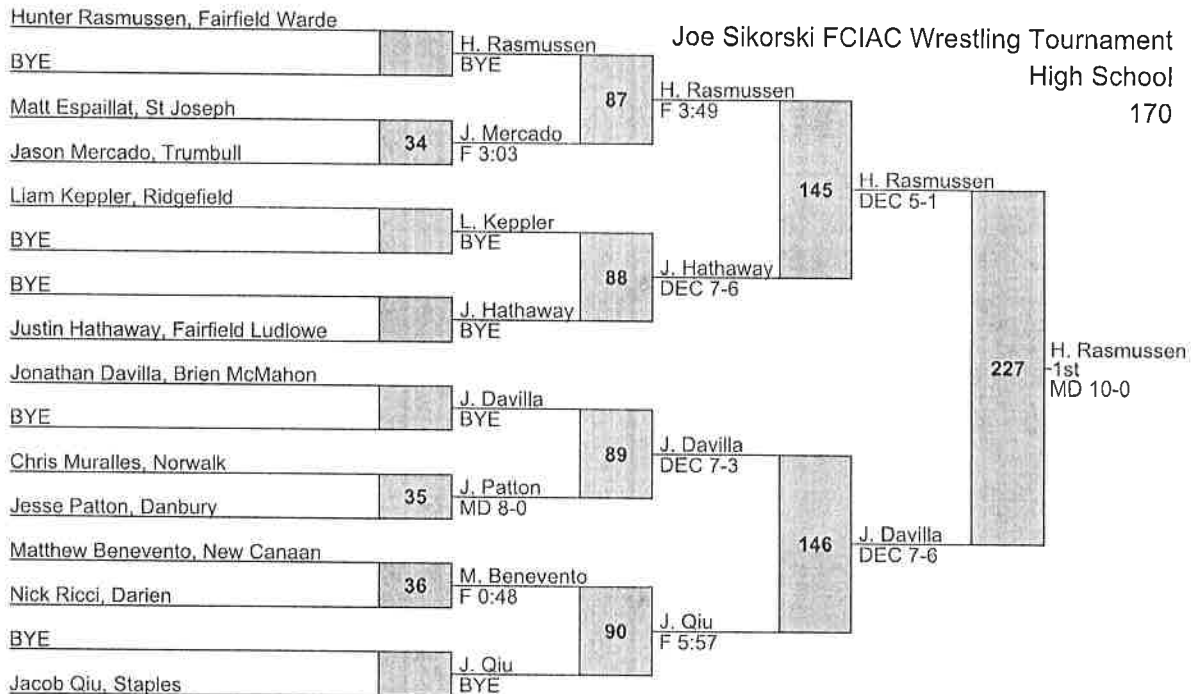 Joe Sikorski FCIAC Wrestling Tournament
High School
170
Hunter Rasmussen, Fairfield Warde
BYE
Matt Espaillat, St Joseph
Jason Mercado, Trumbull
Liam Keppler, Ridgefield
BYE
BYE
Justin Hathaway, Fairfield Ludlowe
Jonathan Davilla, Brien McMahon
BYE
Chris Muralles, Norwalk
Jesse Patton, Danbury
Matthew Benevento, New Canaan
Nick Ricci, Darien
BYE
Jacob Qiu, Staples
34
35
36
H. Rasmussen
BYE
J. Mercado
F 3:03
L. Keppler
BYE
J. Hathaway
BYE
J. Davilla
BYE
J. Patton
MD 8-0
M. Benevento
F 0:48
J. Qiu
BYE
87
88
89
90
H. Rasmussen
F 3:49
J. Hathaway
DEC 7-6
J. Davilla
DEC 7-3
J. Qiu
F 5:57
145
146
H. Rasmussen
DEC 5-1
J. Davilla
DEC 7-6
227
H. Rasmussen
1st
MD 10-0